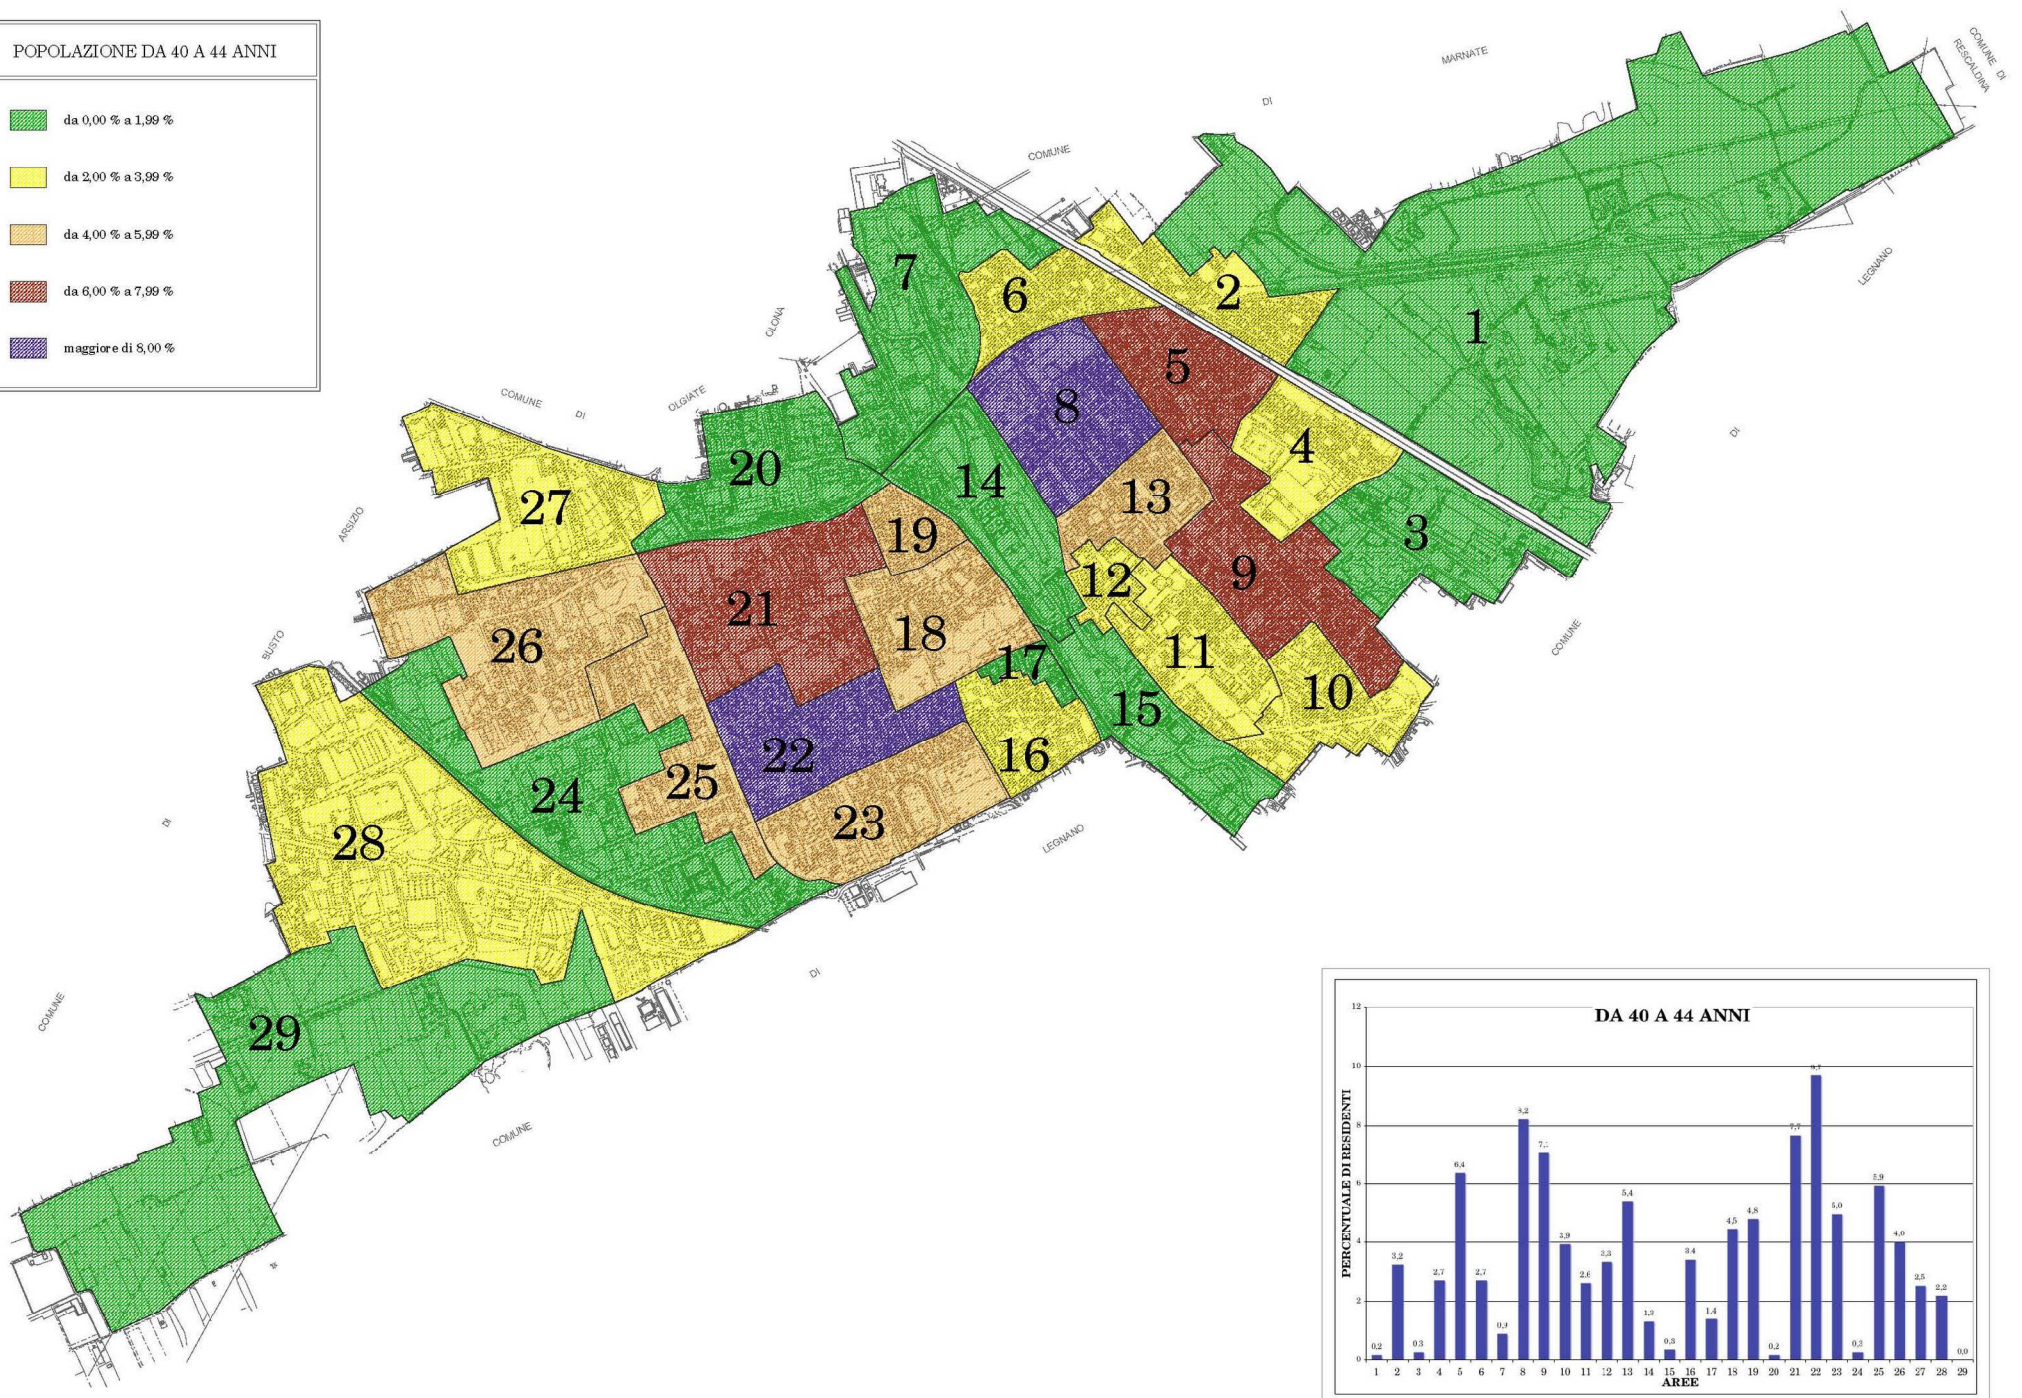 POPOLAZIONE DA 40 A 44 ANNI
da 0,00 % a 1,99 %
da 2,00 % a 3,99 %
da 4,00 % a 5,99 %
da 6,00 % a 7,99 %
maggiore di 8,00 %
COMUNE DI
RESCALDINA
MARNATE
DI
COMUNE
LEGNANO
DI
COMUNE
OLONA
OLGIATE
DI
COMUNE
ARSIZIO
BUSTO
DI
COMUNE
LEGNANO
DI
COMUNE
7
6
2
1
5
8
4
20
14
13
27
19
3
12
9
21
18
26
11
17
10
15
22
16
25
24
23
28
29
DA 40 A 44 ANNI
PERCENTUALE DI RESIDENTI
12
10
8
6
4
2
0
0,2 3,2 0,3 2,7 6,4 2,7 0,9 8,2 3,9 2,6 3,3 5,4 1,3 0,3 3,4 1,4 4,5 4,8 0,2 7,7 9,7 5,0 0,3 5,9 4,0 2,5 2,2 0,0
1 2 3 4 5 6 7 8 9 10 11 12 13 14 15 16 17 18 19 20 21 22 23 24 25 26 27 28 29
AREE